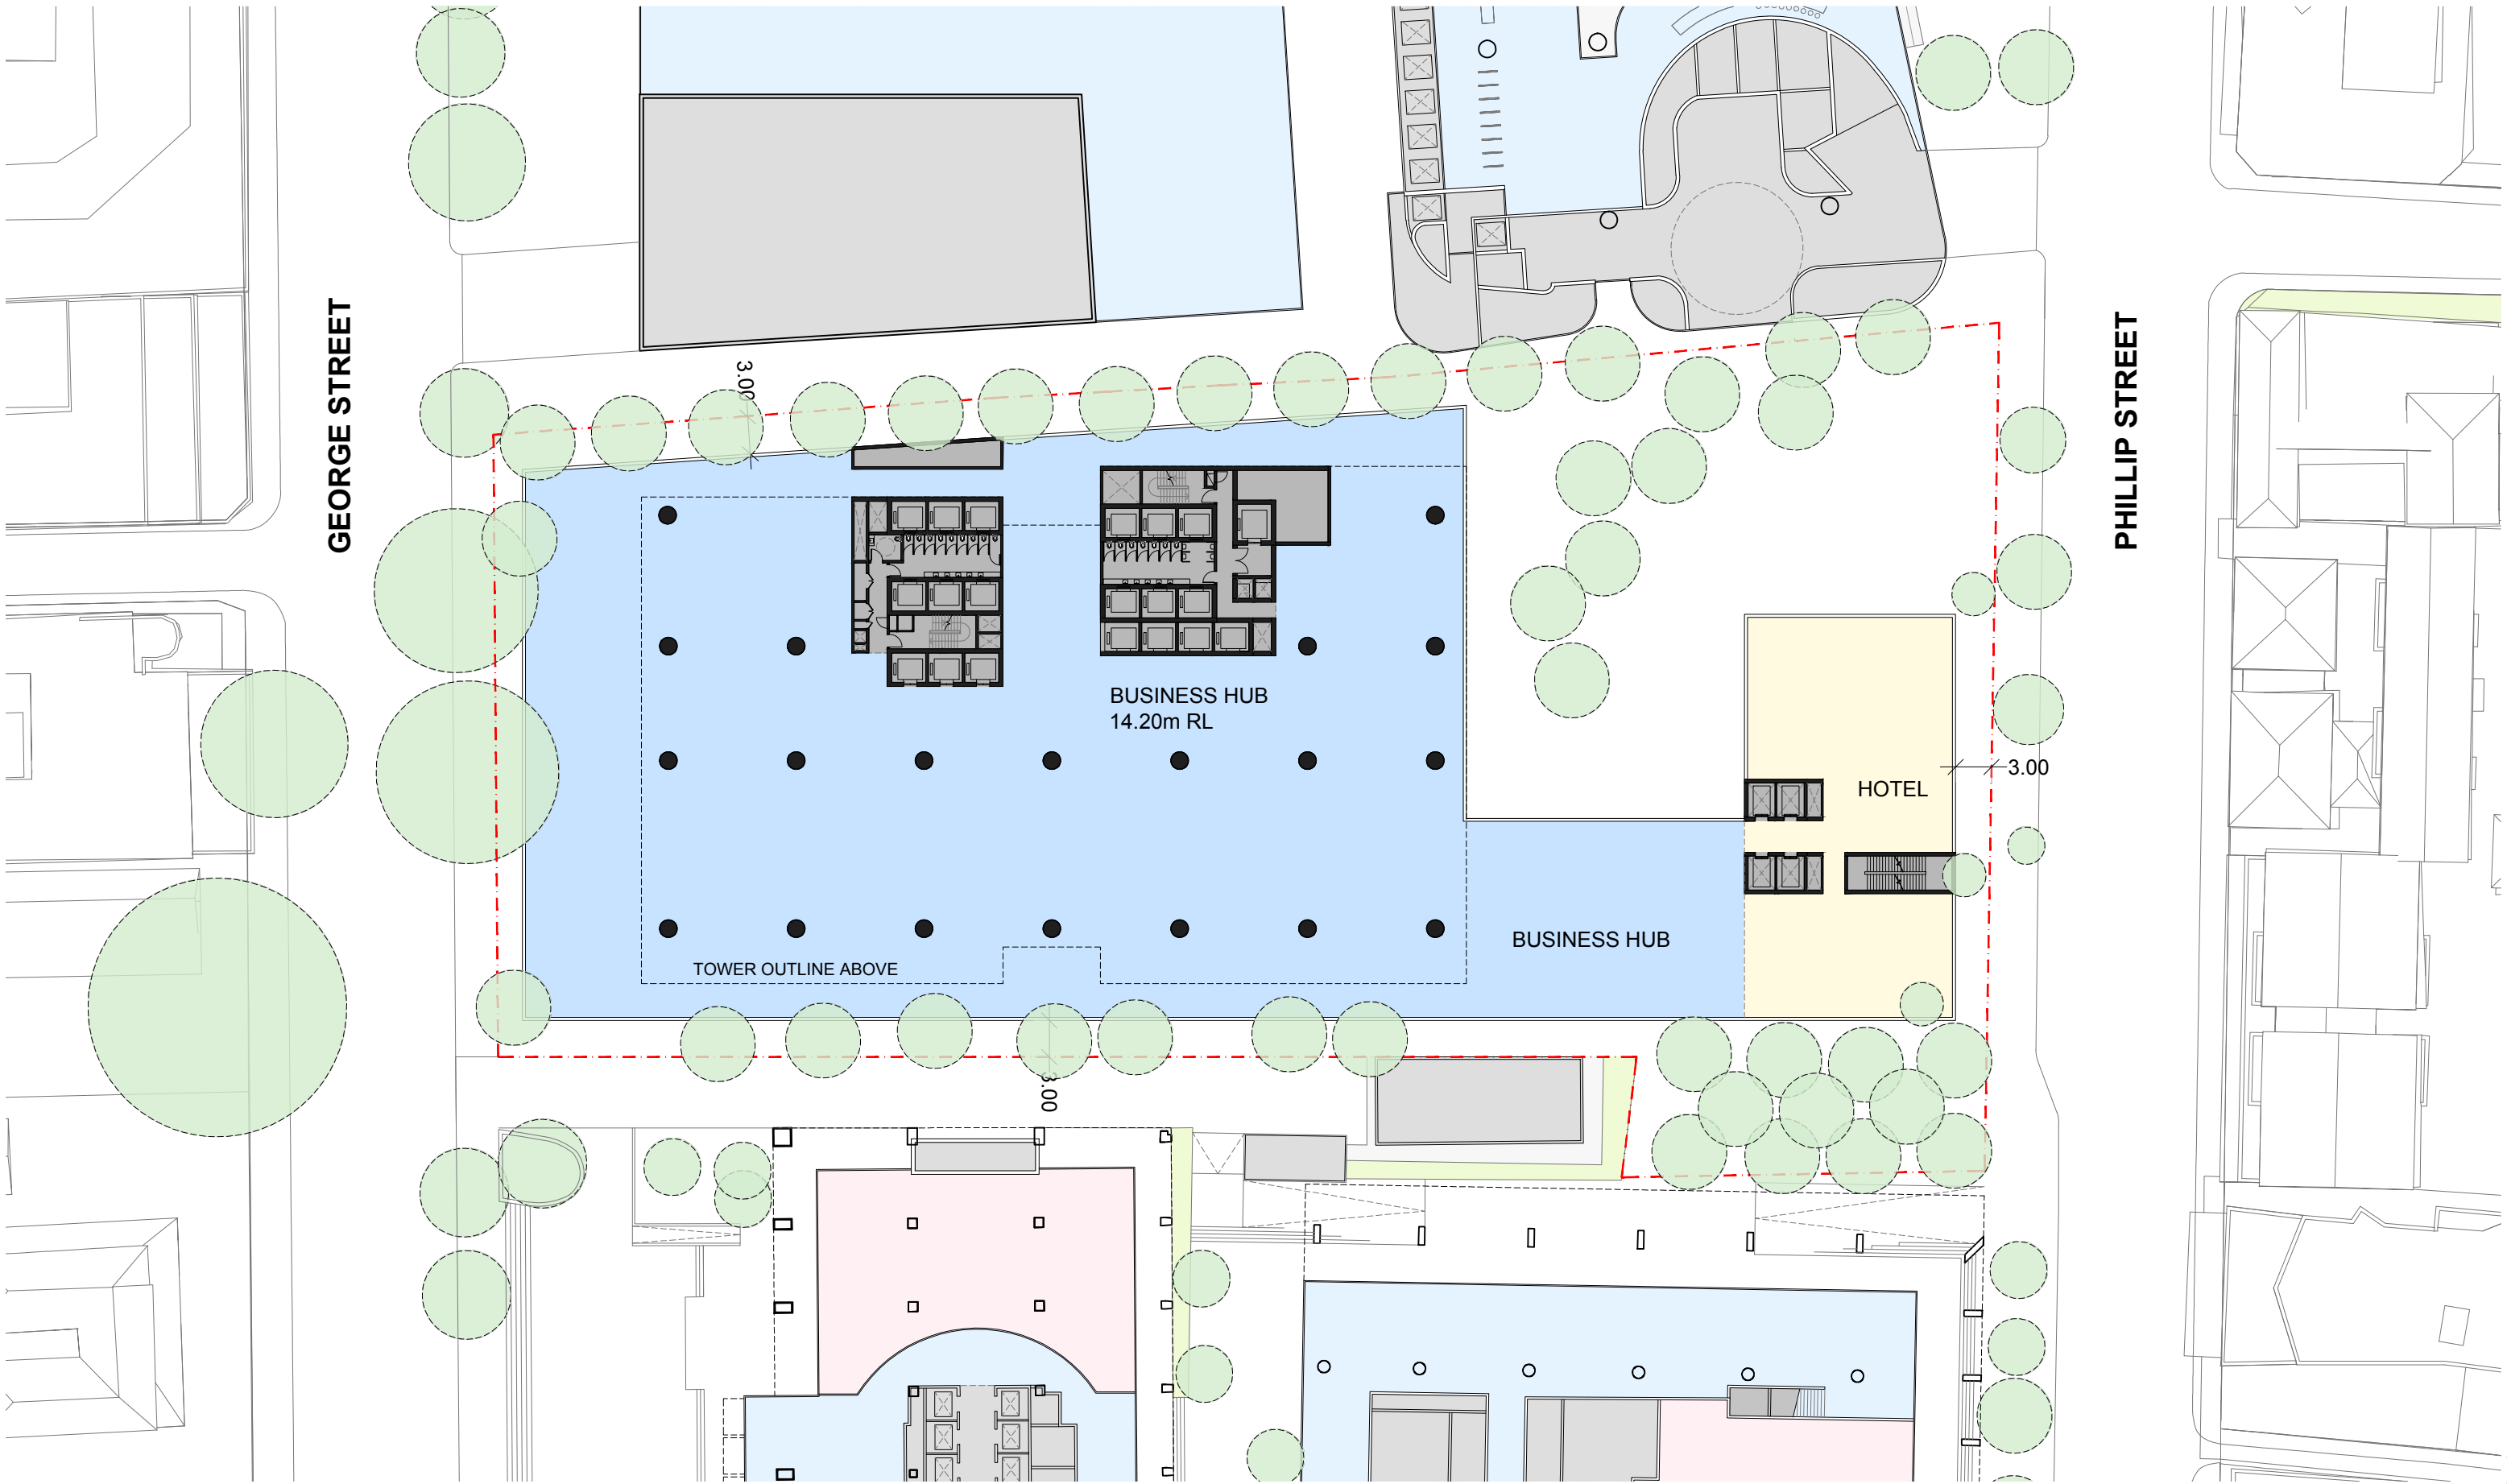 GEORGE STREET
PHILLIP STREET
3.00
BUSINESS HUB
14.20m RL
HOTEL
3.00
BUSINESS HUB
TOWER OUTLINE ABOVE
3.00